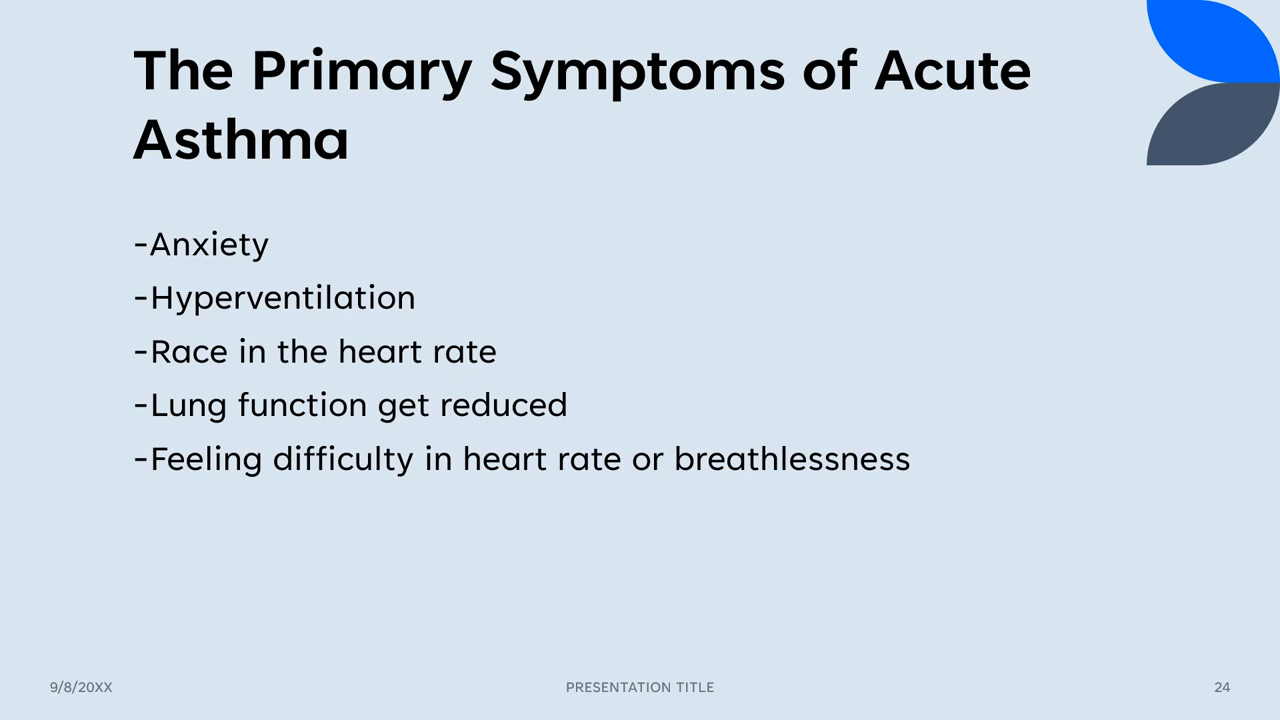 The Primary Symptoms of Acute
Asthma
-Anxiety
-Hyperventilation
-Race in the heart rate
-Lung function get reduced
-Feeling difficulty in heart rate or breathlessness
9/8/20XX
PRESENTATION TITLE
24